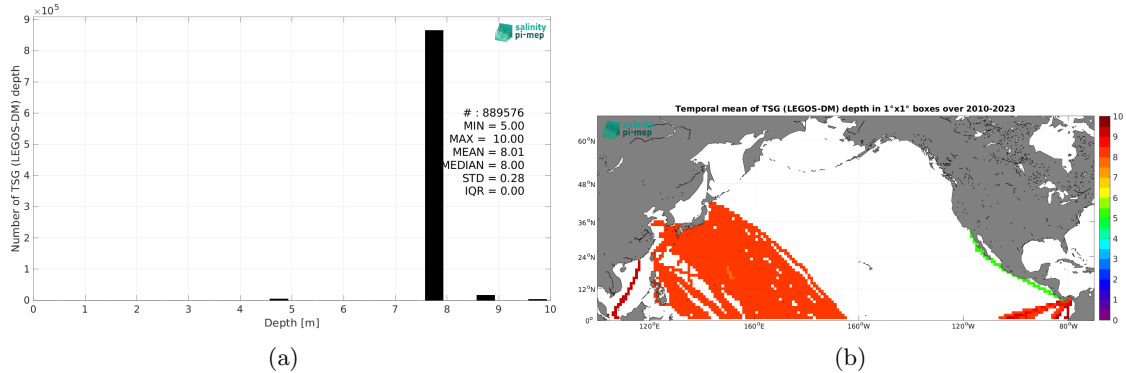 ×10⁵
9
8
7
6
5
4
3
2
1
0
Number of TSG (LEGOS-DM) depth
salinity
pi-mep
# : 889576
MIN = 5.00
MAX = 10.00
MEAN = 8.01
MEDIAN = 8.00
STD = 0.28
IQR = 0.00
0 1 2 3 4 5 6 7 8 9 10
Depth [m]
(a)
Temporal mean of TSG (LEGOS-DM) depth in 1°x1° boxes over 2010-2023
salinity
pi-mep
60°N
48°N
36°N
24°N
12°N
0°
120°E 160°E 160°W 120°W 80°W
10
9
8
7
6
5
4
3
2
1
0
(b)